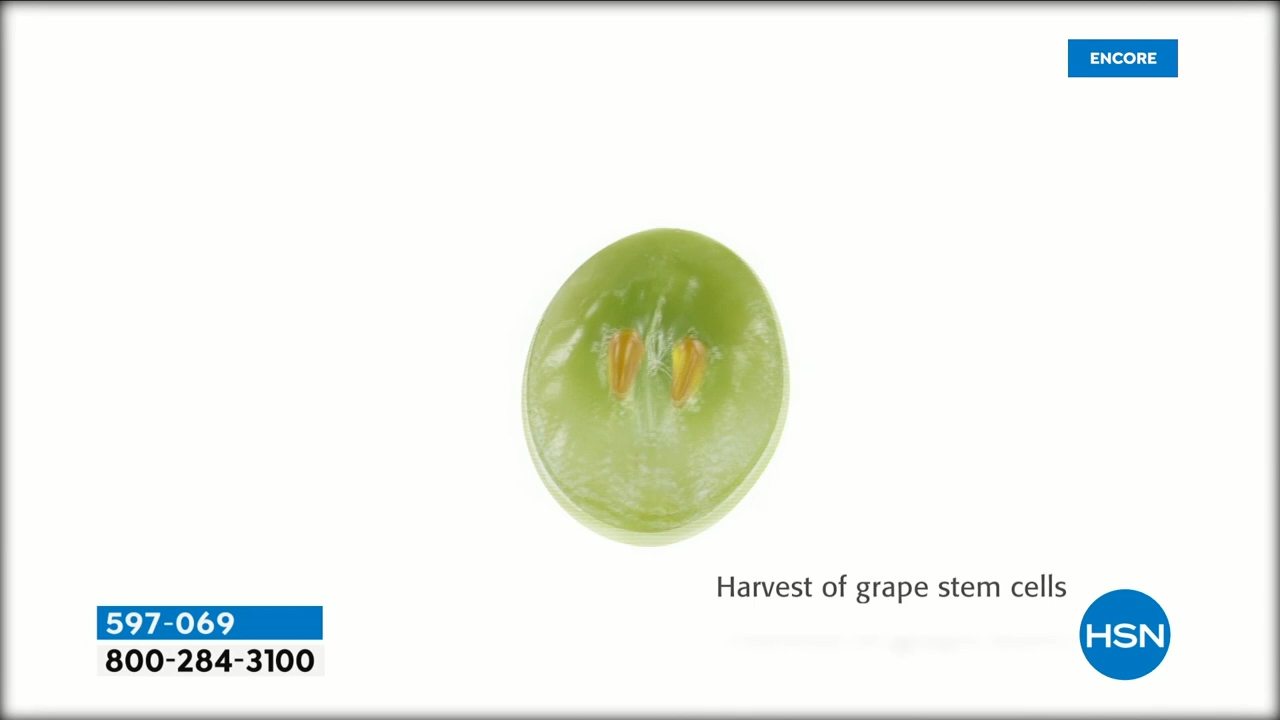 ENCORE
Harvest of grape stem cells
597-069
HSN
800-284-3100